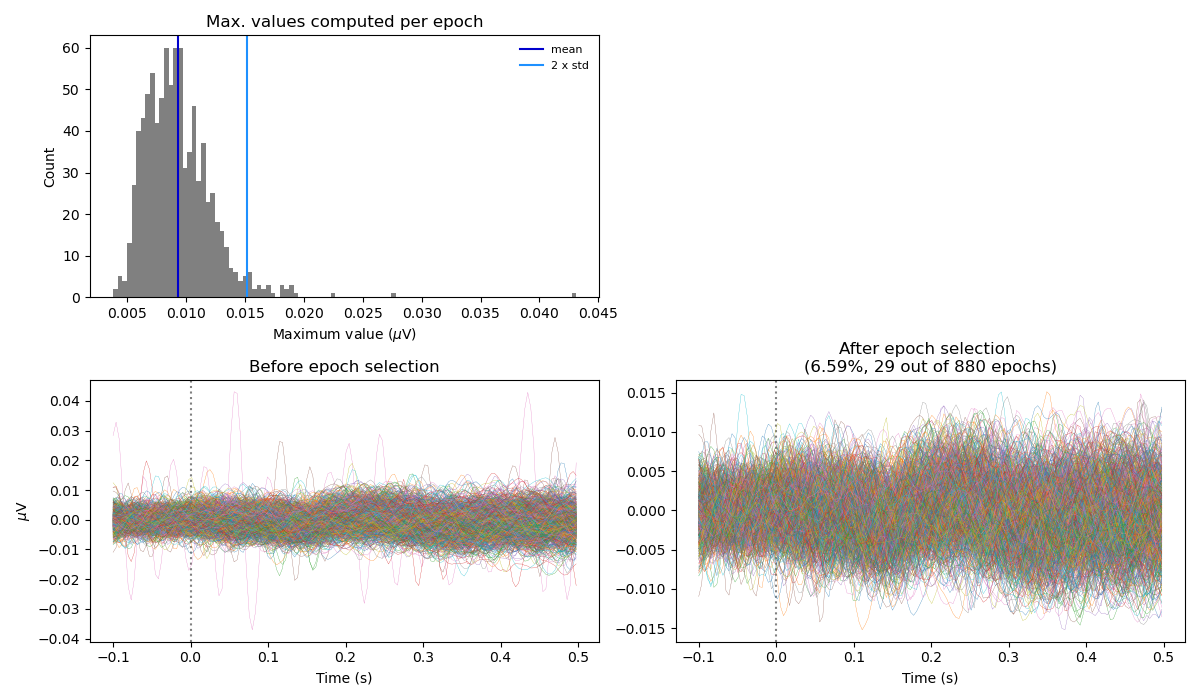 Max. values computed per epoch
mean
2 x std
60
50
40
30
20
10
0
Count
0.005 0.010 0.015 0.020 0.025 0.030 0.035 0.040 0.045
Maximum value (μV)
Before epoch selection
0.04
0.03
0.02
0.01
0.00
−0.01
−0.02
−0.03
−0.04
μV
−0.1 0.0 0.1 0.2 0.3 0.4 0.5
Time (s)
After epoch selection
(6.59%, 29 out of 880 epochs)
0.015
0.010
0.005
0.000
−0.005
−0.010
−0.015
−0.1 0.0 0.1 0.2 0.3 0.4 0.5
Time (s)